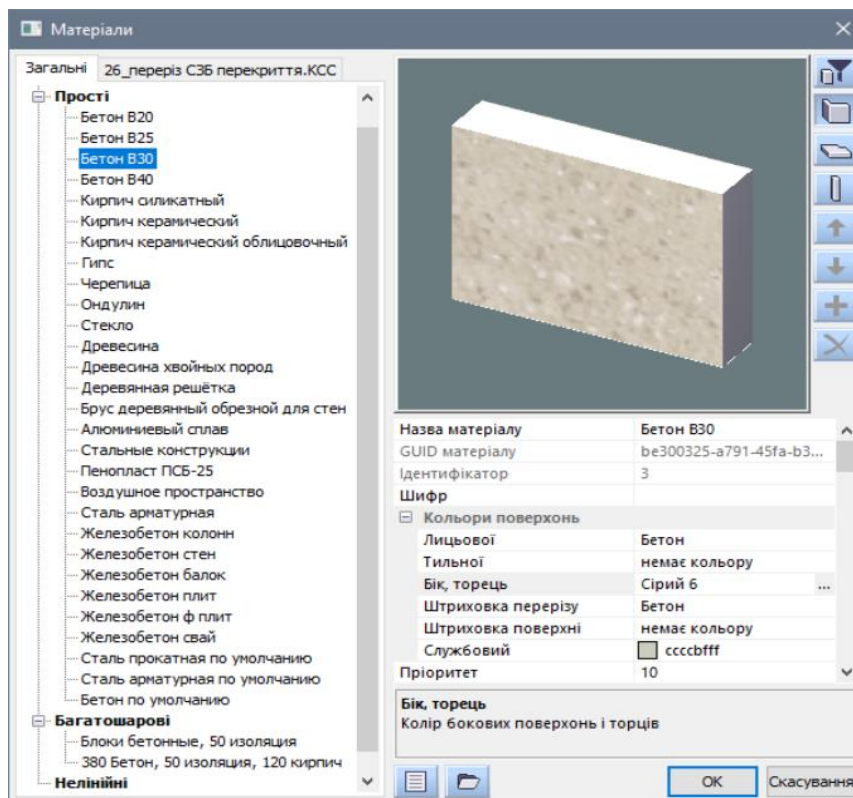 Матеріали
Загальні
26_переріз СЗБ перекриття.КСС
Прості
Бетон В20
Бетон В25
Бетон В30
Бетон В40
Кирпич силикатный
Кирпич керамический
Кирпич керамический облицовочный
Гипс
Черепица
Ондулин
Стекло
Древесина
Древесина хвойных пород
Деревянная решётка
Брус деревянный обрезной для стен
Алюминиевый сплав
Стальные конструкции
Пенопласт ПСБ-25
Воздушное пространство
Сталь арматурная
Железобетон колонн
Железобетон стен
Железобетон балок
Железобетон плит
Железобетон ф плит
Железобетон свай
Сталь прокатная по умолчанию
Сталь арматурная по умолчанию
Бетон по умолчанию
Багатошарові
Блоки бетонные, 50 изоляция
380 Бетон, 50 изоляция, 120 кирпич
Нелінійні
Назва матеріалу Бетон В30
GUID матеріалу be300325-a791-45fa-b3...
Ідентифікатор 3
Шифр
Кольори поверхонь
Лицьової Бетон
Тильної немає кольору
Бік, торець Сірий 6 ...
Штриховка перерізу Бетон
Штриховка поверхні немає кольору
Службовий ccccbfff
Пріоритет 10
Бік, торець
Колір бокових поверхонь і торців
OK
Скасування